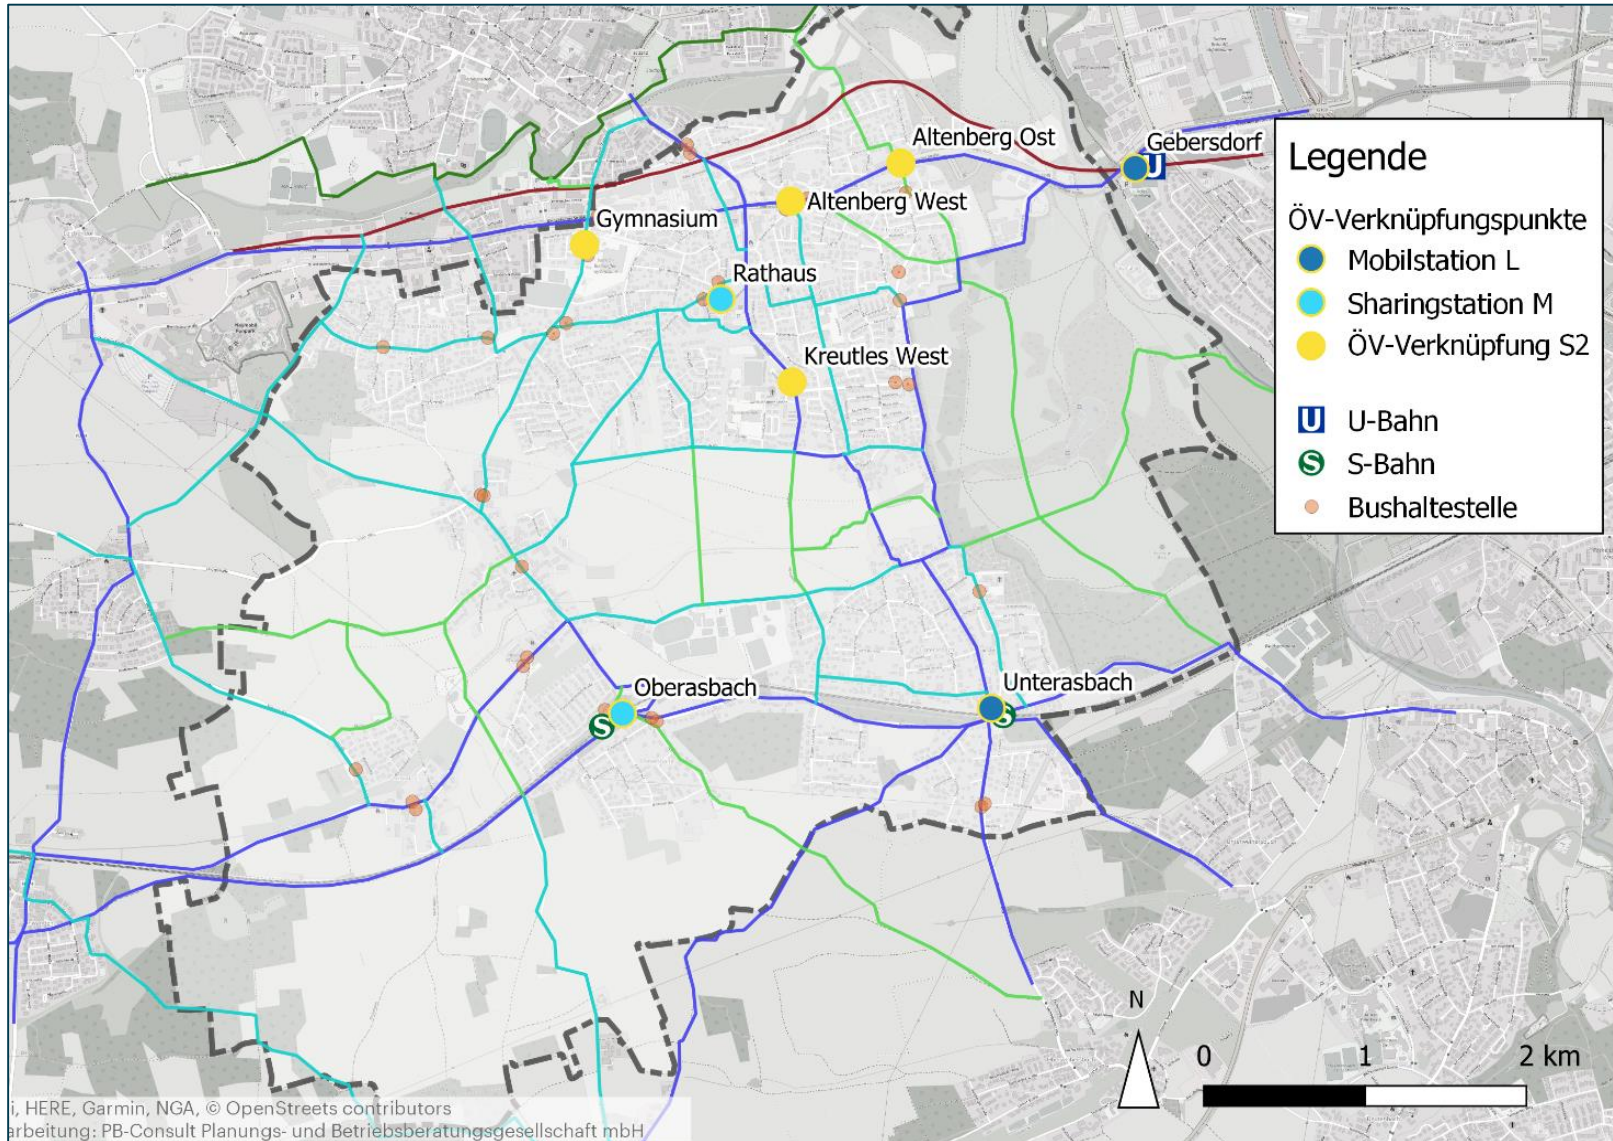 Altenberg Ost
Gebersdorf
U
Altenberg West
Gymnasium
Rathaus
Kreutles West
Oberasbach
S
Unterasbach
S
Legende
ÖV-Verknüpfungspunkte
Mobilstation L
Sharingstation M
ÖV-Verknüpfung S2
U U-Bahn
S S-Bahn
Bushaltestelle
N
0 1 2 km
i, HERE, Garmin, NGA, © OpenStreets contributors
arbeitung: PB-Consult Planungs- und Betriebsberatungsgesellschaft mbH